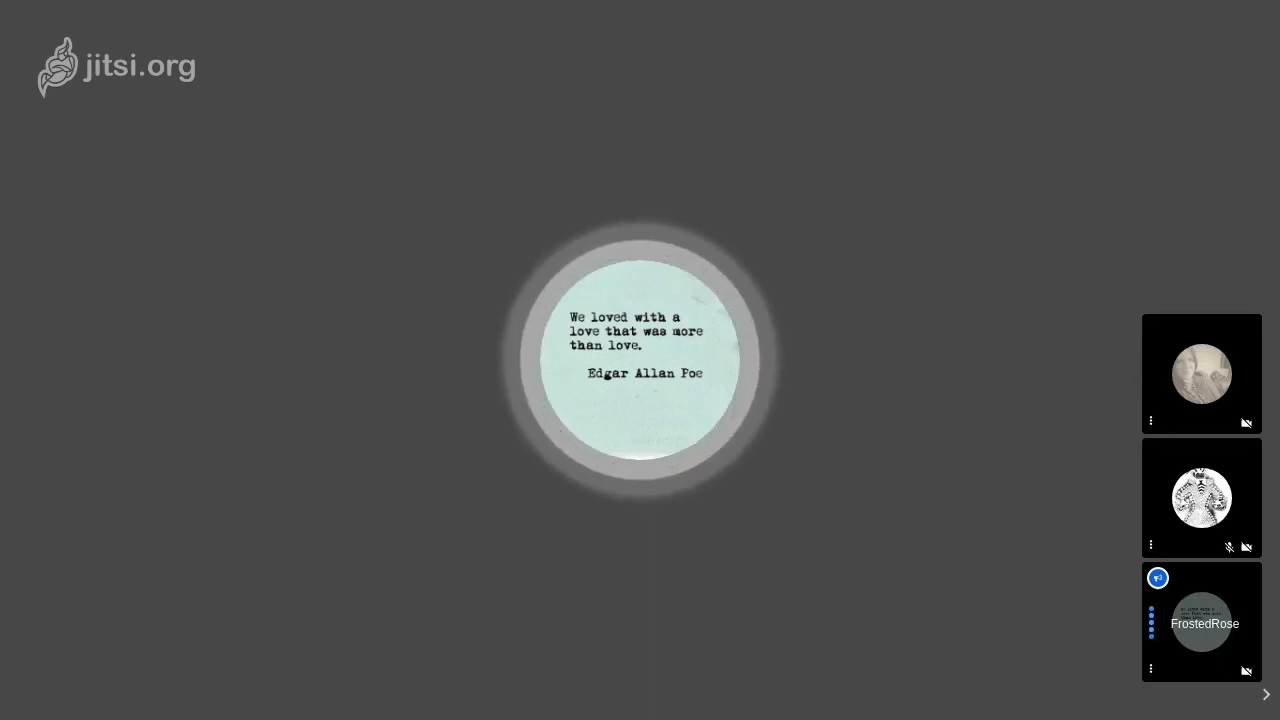 jitsi.org
We loved with a
love that was more
than love.
Edgar Allan Poe
FrostedRose